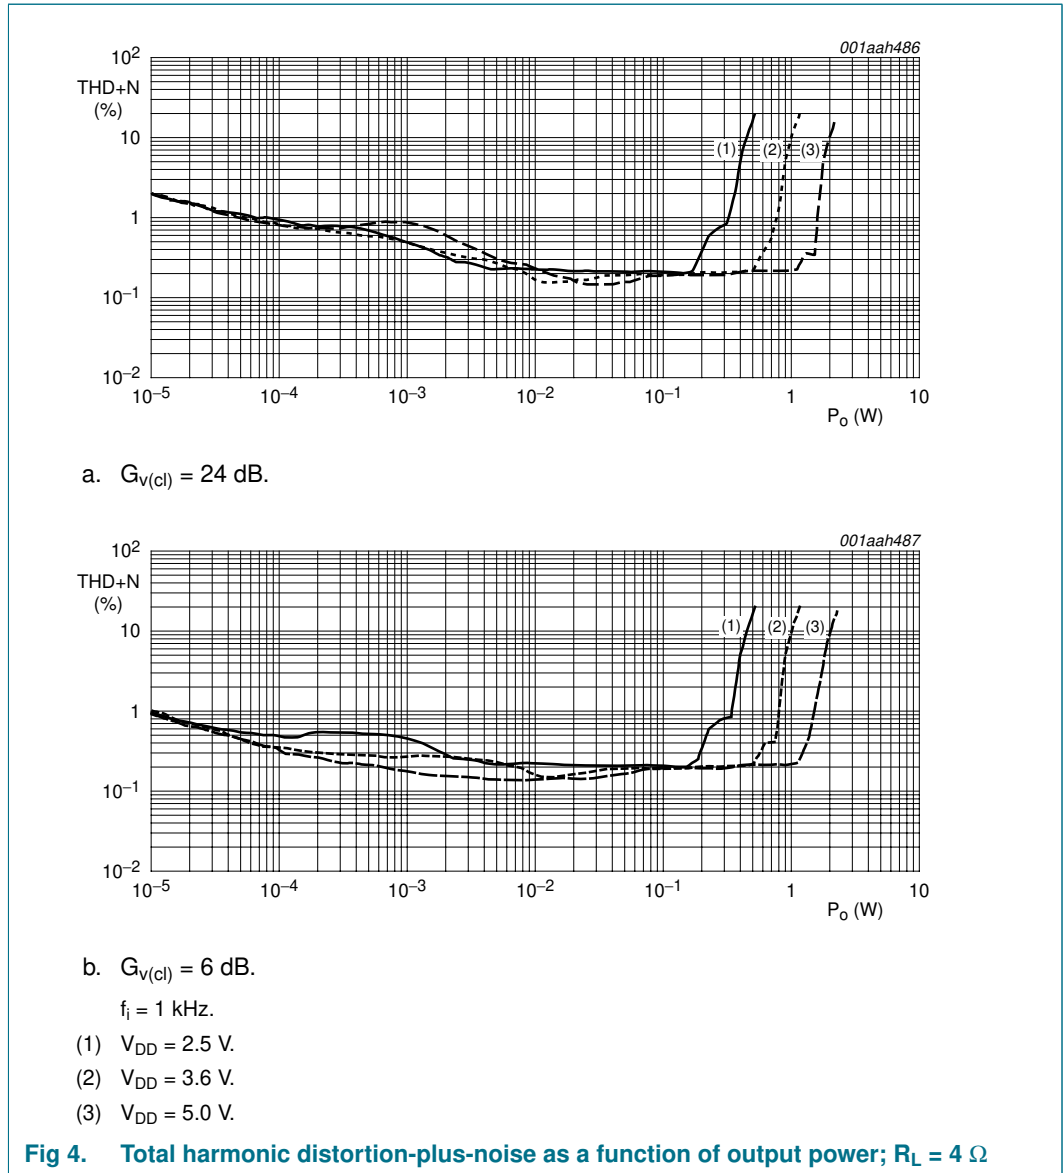 001aah486
10²
THD+N
(%)
10
(1) (2) (3)
1
10⁻¹
10⁻²
10⁻⁵ 10⁻⁴ 10⁻³ 10⁻² 10⁻¹ 1 10
Pₒ (W)
a. G_v(cl) = 24 dB.
001aah487
10²
THD+N
(%)
10
(1) (2) (3)
1
10⁻¹
10⁻²
10⁻⁵ 10⁻⁴ 10⁻³ 10⁻² 10⁻¹ 1 10
Pₒ (W)
b. G_v(cl) = 6 dB.
f_i = 1 kHz.
(1) V_DD = 2.5 V.
(2) V_DD = 3.6 V.
(3) V_DD = 5.0 V.
Fig 4. Total harmonic distortion-plus-noise as a function of output power; R_L = 4 Ω